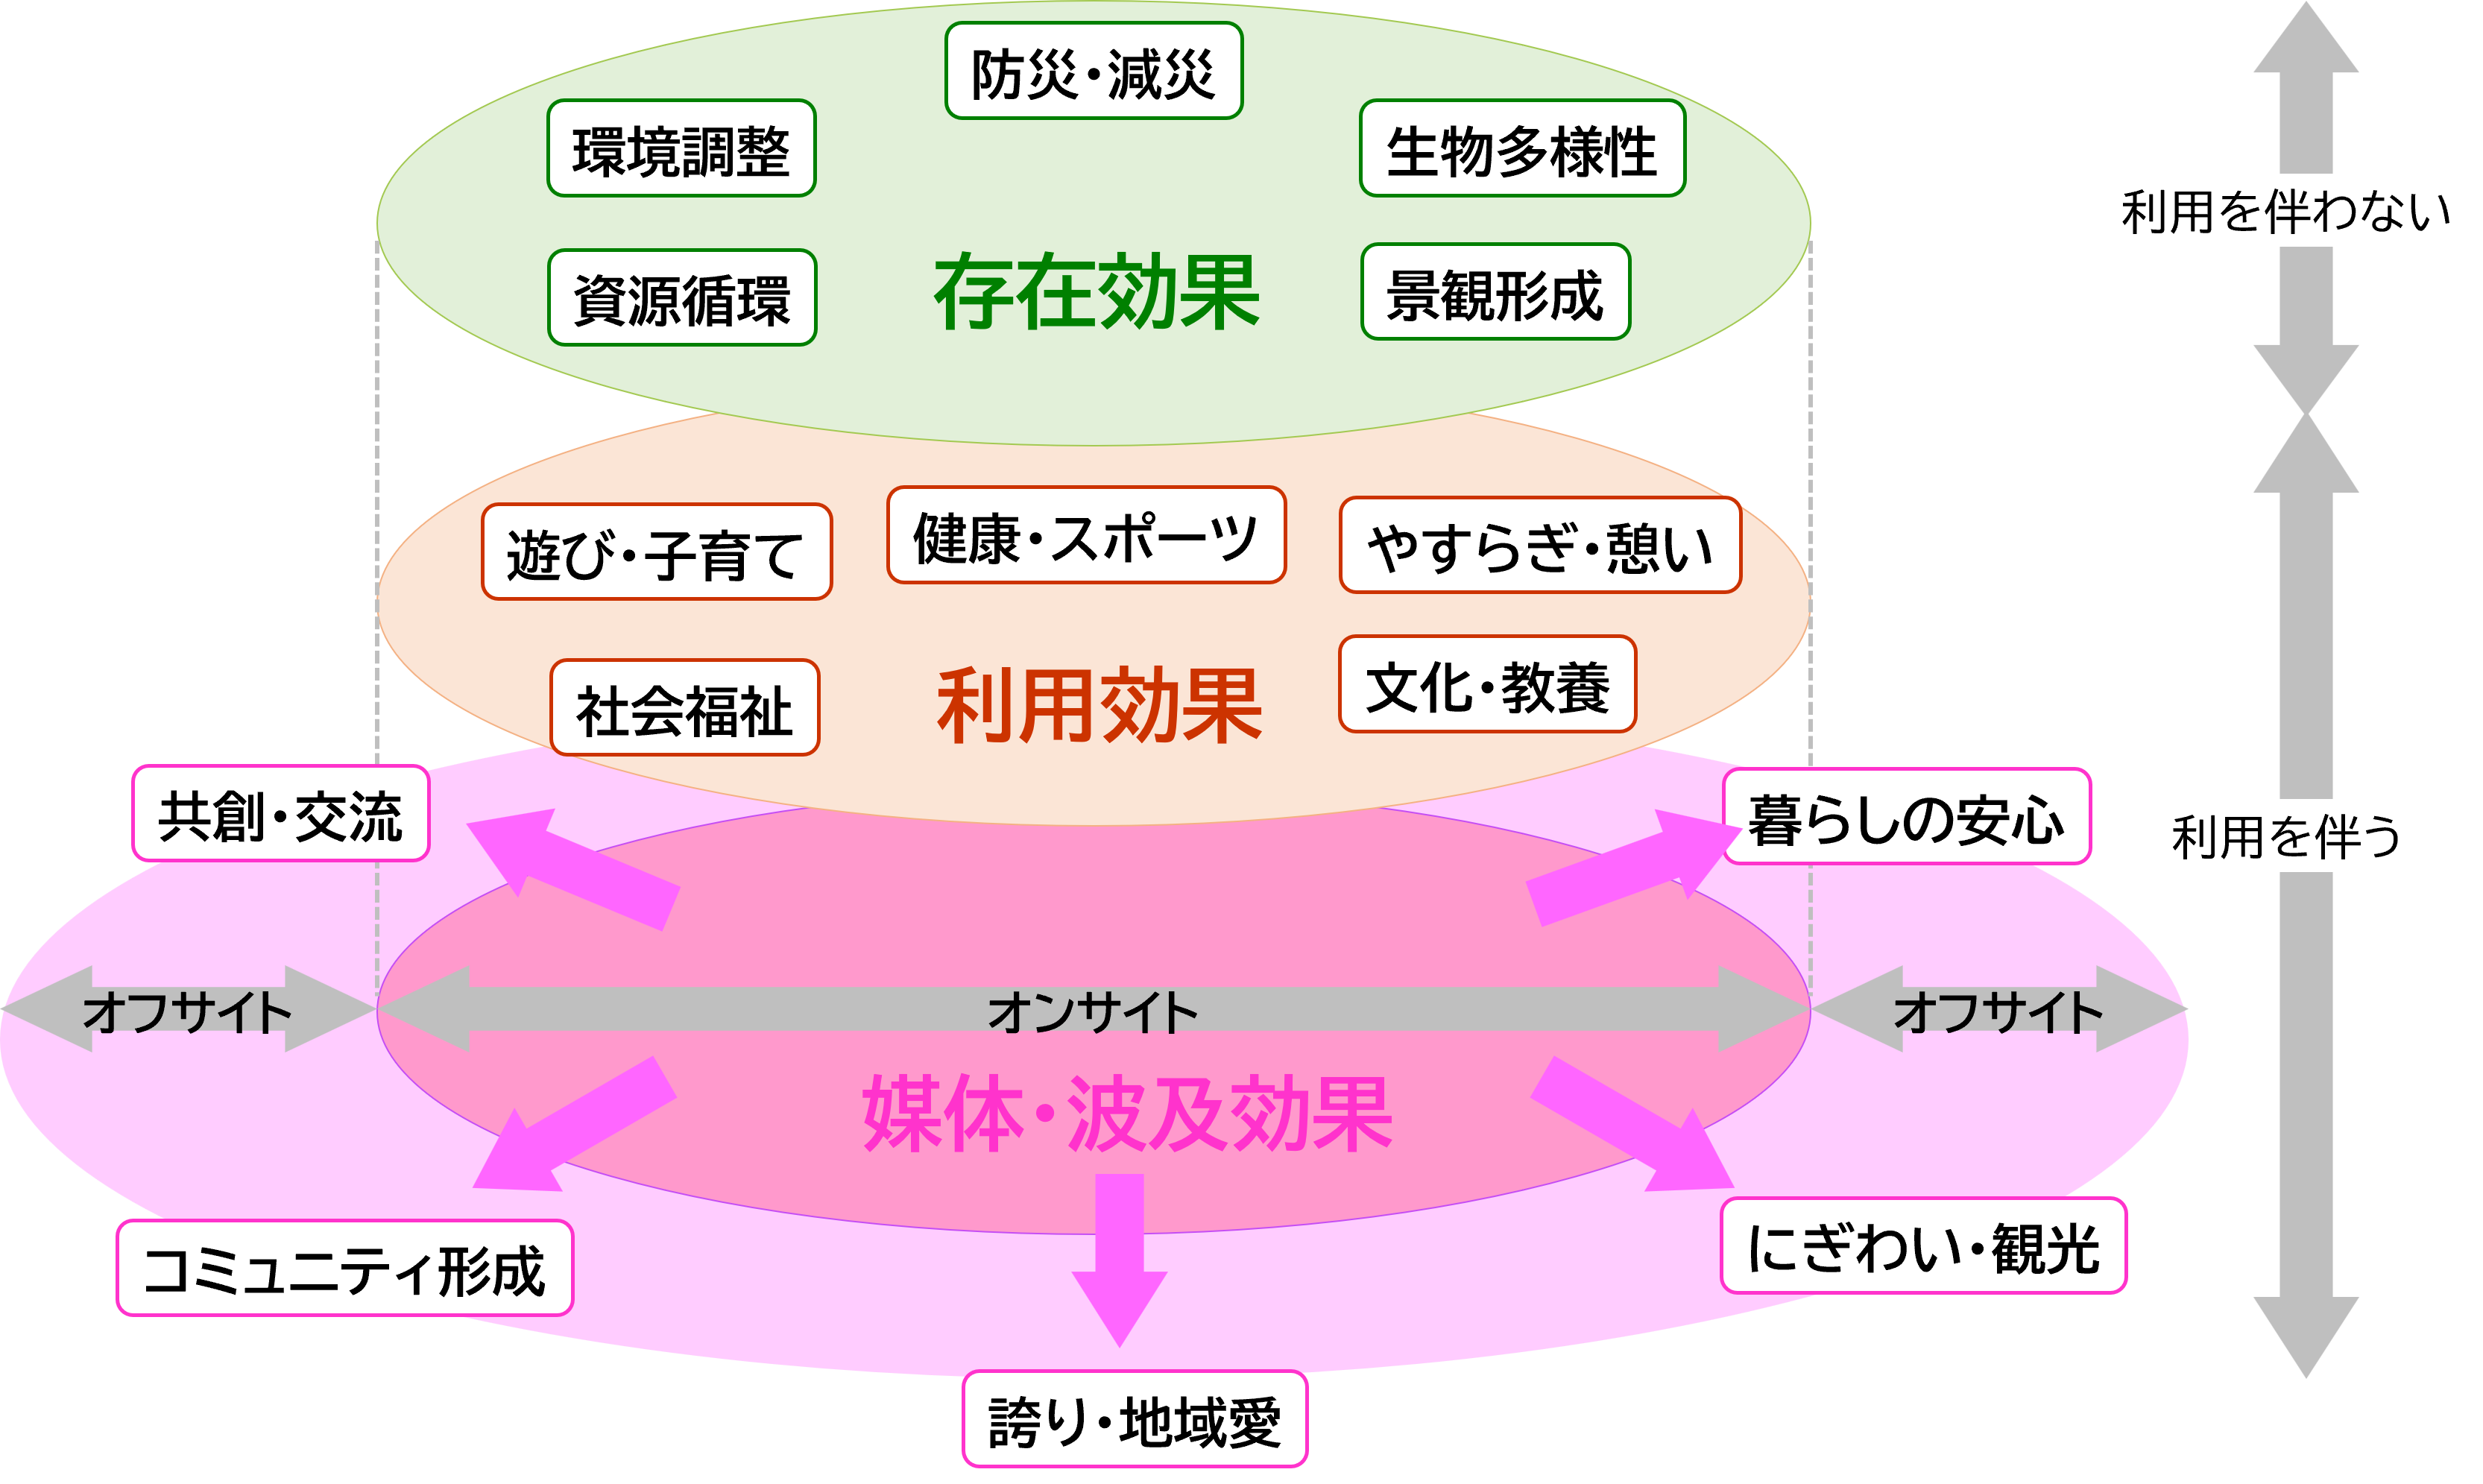 防災・減災
環境調整
生物多様性
利用を伴わない
資源循環
存在効果
景観形成
遊び・子育て
健康・スポーツ
やすらぎ・憩い
社会福祉
利用効果
文化・教養
共創・交流
暮らしの安心
利用を伴う
オフサイト
オンサイト
オフサイト
媒体・波及効果
コミュニティ形成
にぎわい・観光
誇り・地域愛